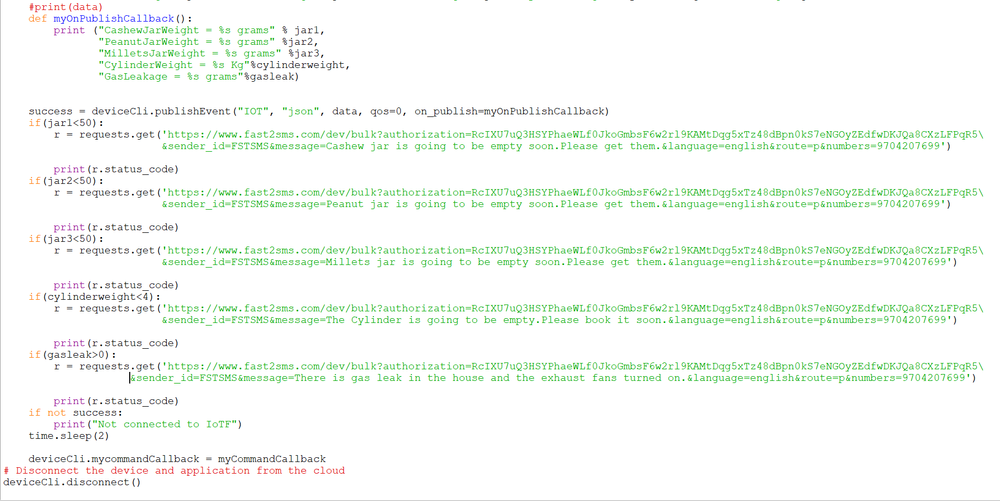 #print(data)
def myOnPublishCallback():
print ("CashewJarWeight = %s grams" % jar1,
"PeanutJarWeight = %s grams" %jar2,
"MilletsJarWeight = %s grams" %jar3,
"CylinderWeight = %s Kg"%cylinderweight,
"GasLeakage = %s grams"%gasleak)
success = deviceCli.publishEvent("IOT", "json", data, qos=0, on_publish=myOnPublishCallback)
if(jar1<50):
r = requests.get('https://www.fast2sms.com/dev/bulk?authorization=RcIXU7uQ3HSYPhaeWLf0JkoGmbsF6w2rl9KAMtDqg5xTz48dBpn0kS7eNGOyZEdfwDKJQa8CXzLFPqR5\
&sender_id=FSTSMS&message=Cashew jar is going to be empty soon.Please get them.&language=english&route=p&numbers=9704207699')
print(r.status_code)
if(jar2<50):
r = requests.get('https://www.fast2sms.com/dev/bulk?authorization=RcIXU7uQ3HSYPhaeWLf0JkoGmbsF6w2rl9KAMtDqg5xTz48dBpn0kS7eNGOyZEdfwDKJQa8CXzLFPqR5\
&sender_id=FSTSMS&message=Peanut jar is going to be empty soon.Please get them.&language=english&route=p&numbers=9704207699')
print(r.status_code)
if(jar3<50):
r = requests.get('https://www.fast2sms.com/dev/bulk?authorization=RcIXU7uQ3HSYPhaeWLf0JkoGmbsF6w2rl9KAMtDqg5xTz48dBpn0kS7eNGOyZEdfwDKJQa8CXzLFPqR5\
&sender_id=FSTSMS&message=Millets jar is going to be empty soon.Please get them.&language=english&route=p&numbers=9704207699')
print(r.status_code)
if(cylinderweight<4):
r = requests.get('https://www.fast2sms.com/dev/bulk?authorization=RcIXU7uQ3HSYPhaeWLf0JkoGmbsF6w2rl9KAMtDqg5xTz48dBpn0kS7eNGOyZEdfwDKJQa8CXzLFPqR5\
&sender_id=FSTSMS&message=The Cylinder is going to be empty.Please book it soon.&language=english&route=p&numbers=9704207699')
print(r.status_code)
if(gasleak>0):
r = requests.get('https://www.fast2sms.com/dev/bulk?authorization=RcIXU7uQ3HSYPhaeWLf0JkoGmbsF6w2rl9KAMtDqg5xTz48dBpn0kS7eNGOyZEdfwDKJQa8CXzLFPqR5\
&sender_id=FSTSMS&message=There is gas leak in the house and the exhaust fans turned on.&language=english&route=p&numbers=9704207699')
print(r.status_code)
if not success:
print("Not connected to IoTF")
time.sleep(2)
deviceCli.mycommandCallback = myCommandCallback
# Disconnect the device and application from the cloud
deviceCli.disconnect()